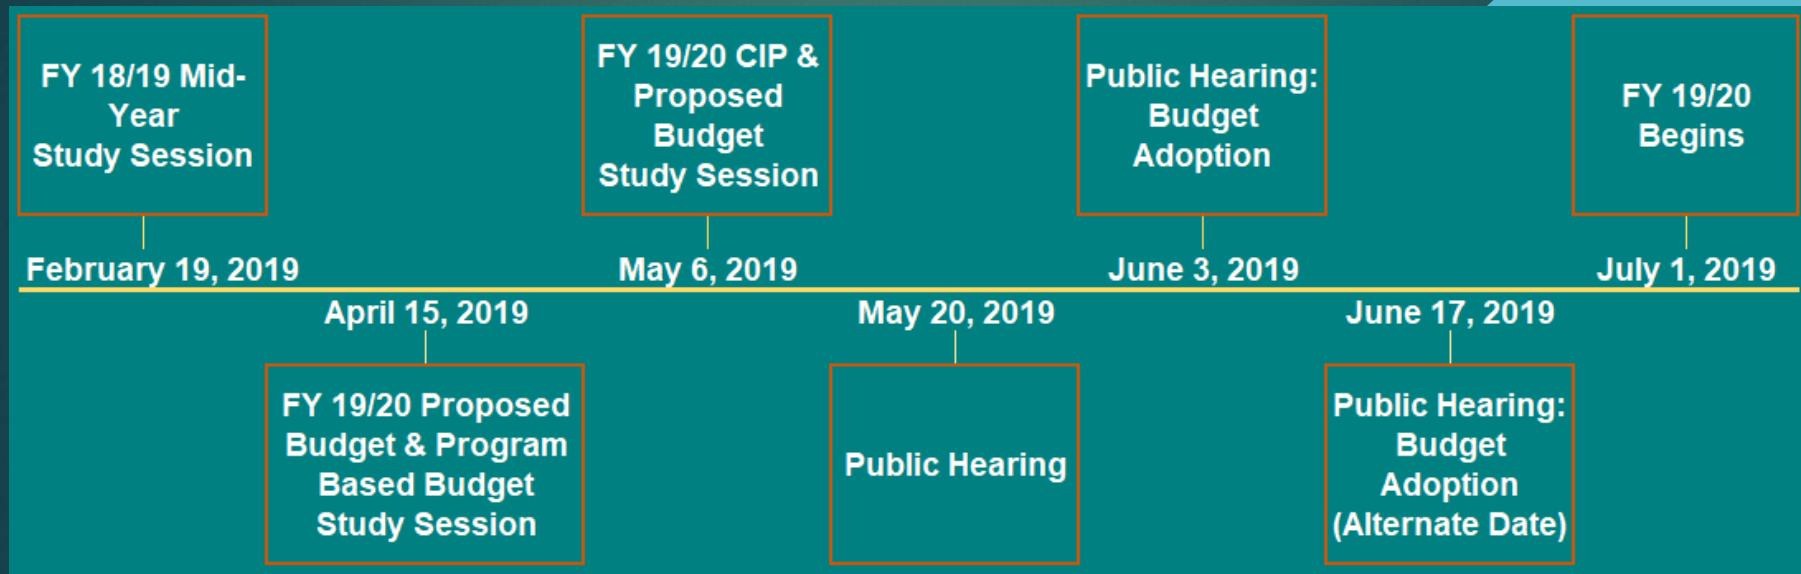 FY 18/19 Mid-
Year
Study Session
February 19, 2019
April 15, 2019
FY 19/20 Proposed
Budget & Program
Based Budget
Study Session
FY 19/20 CIP &
Proposed
Budget
Study Session
May 6, 2019
May 20, 2019
Public Hearing
Public Hearing:
Budget
Adoption
June 3, 2019
June 17, 2019
Public Hearing:
Budget
Adoption
(Alternate Date)
FY 19/20
Begins
July 1, 2019